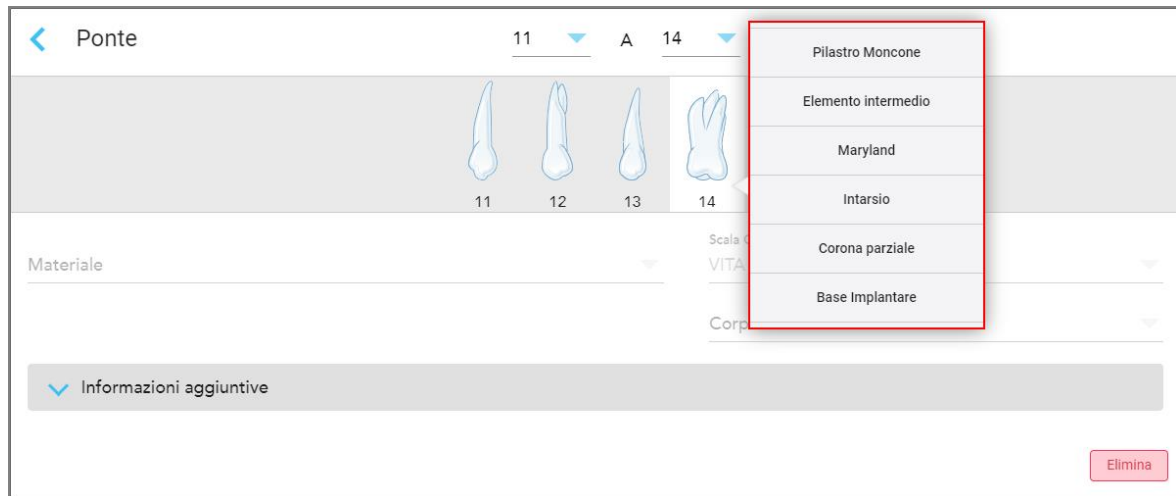 Ponte
11 A 14
Pilastro Moncone
Elemento intermedio
Maryland
Intarsio
Corona parziale
Base Implantare
11 12 13 14
Materiale
Scala
VITA
Informazioni aggiuntive
Elimina